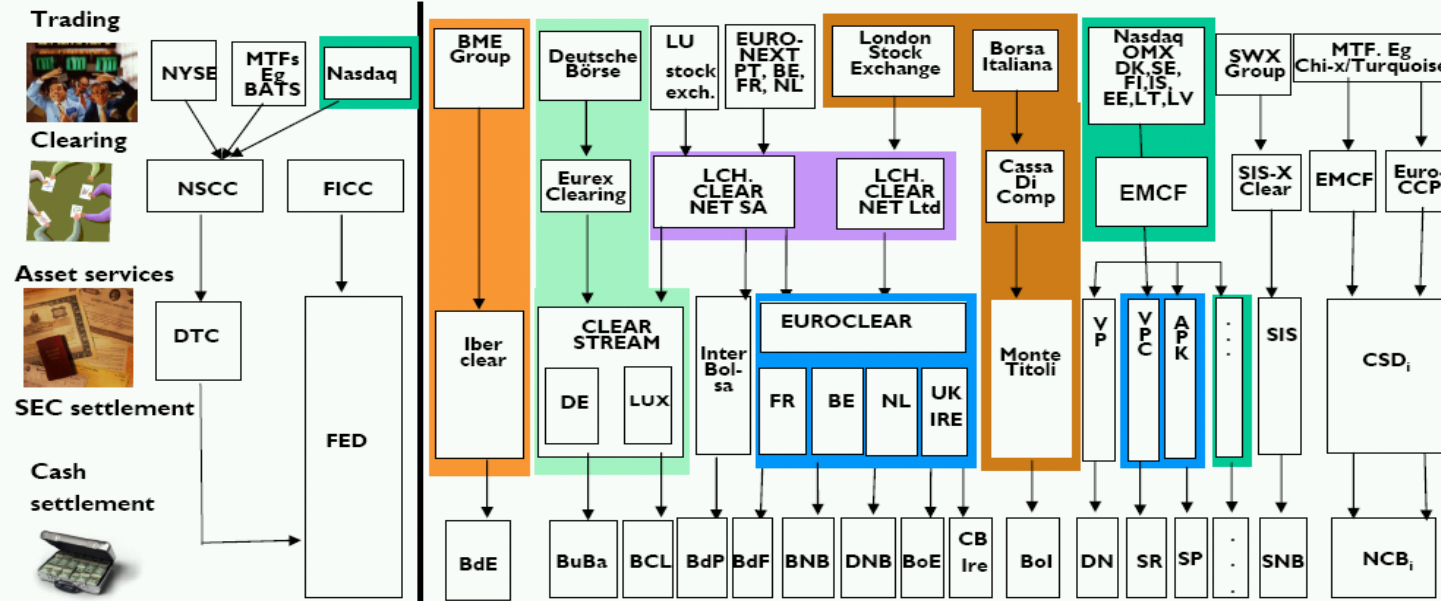 Trading
NYSE
MTFs
Eg
BATS
Nasdaq
BME
Group
Deutsche
Börse
LU
stock
exch.
EURO-
NEXT
PT, BE,
FR, NL
London
Stock
Exchange
Borsa
Italiana
Nasdaq
OMX
DK,SE,
FI,IS,
EE,LT,LV
SWX
Group
MTF. Eg
Chi-x/Turquoise
Clearing
NSCC
FICC
Eurex
Clearing
LCH.
CLEAR
NET SA
LCH.
CLEAR
NET Ltd
Cassa
Di
Comp
EMCF
SIS-X
Clear
EMCF
Euro-
CCP
Asset services
SEC settlement
DTC
FED
Iber
clear
CLEAR
STREAM
DE
LUX
Inter
Bol-
sa
EUROCLEAR
FR
BE
NL
UK
IRE
Monte
Titoli
V
P
V
P
C
A
P
K
.
.
.
SIS
CSDi
Cash
settlement
BdE
BuBa
BCL
BdP
BdF
BNB
DNB
BoE
CB
Ire
BoI
DN
SR
SP
.
.
.
SNB
NCBi